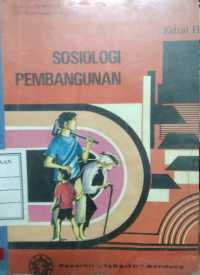 Edisi II
SOSIOLOGI
PEMBANGUNAN
Penerbit „TARSITO" Bandung